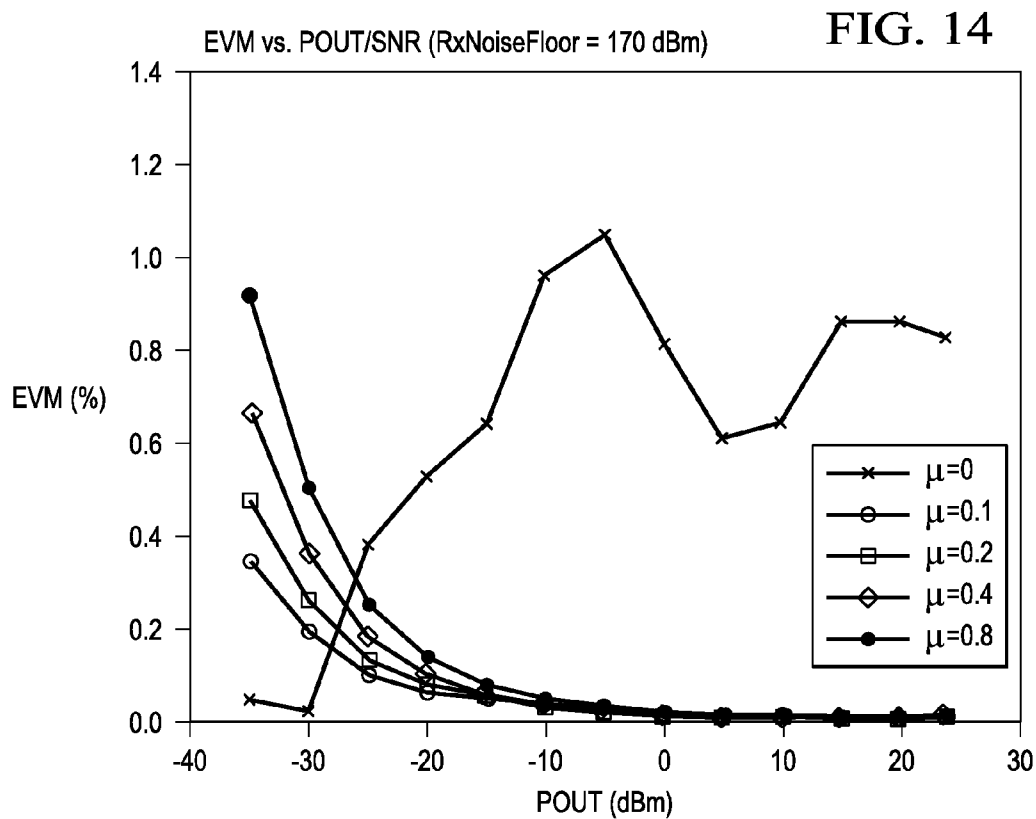 FIG. 14
EVM vs. POUT/SNR (RxNoiseFloor = 170 dBm)
1.4
1.2
1.0
0.8
0.6
0.4
0.2
0.0
EVM (%)
-40
-30
-20
-10
0
10
20
30
POUT (dBm)
μ=0
μ=0.1
μ=0.2
μ=0.4
μ=0.8